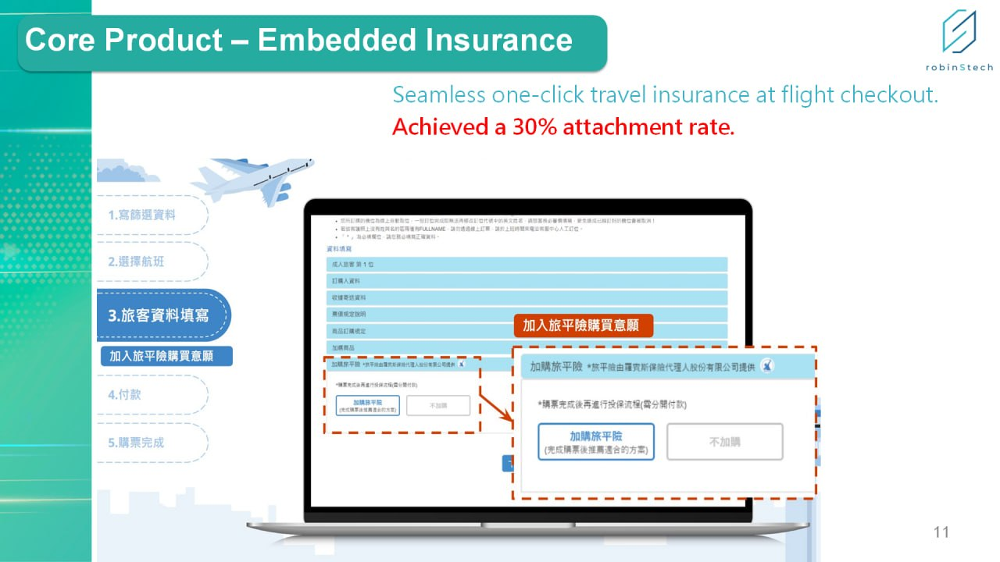 Core Product – Embedded Insurance
robinStech
Seamless one-click travel insurance at flight checkout.
Achieved a 30% attachment rate.
1.寫篩選資料
2.選擇航班
3.旅客資料填寫
加入旅平險購買意願
4.付款
5.購票完成
資料填寫
成人旅客 第 1 位
訂購人資料
收據寄送資料
票價規定說明
商品訂購規定
加購商品
加購旅平險 *旅平險由羅賓斯保險代理人股份有限公司提供
*購票完成後再進行投保流程(需分開付款)
加購旅平險
(完成購票後推薦適合的方案)
不加購
加入旅平險購買意願
加購旅平險 *旅平險由羅賓斯保險代理人股份有限公司提供
*購票完成後再進行投保流程(需分開付款)
加購旅平險
(完成購票後推薦適合的方案)
不加購
11